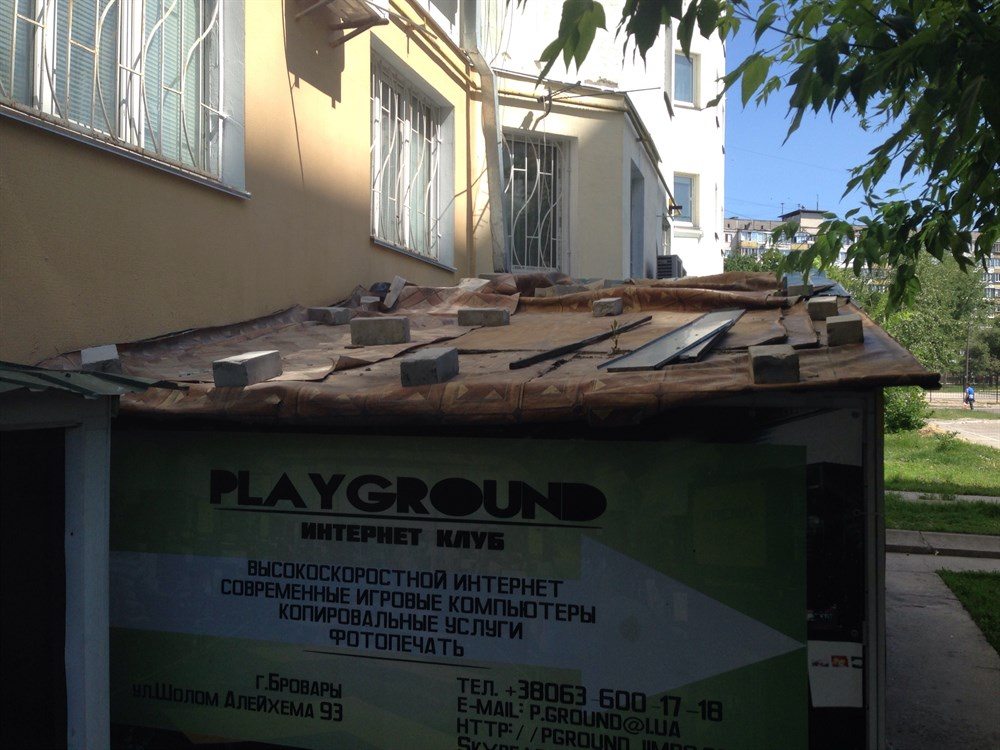 PLAYGROUND
ИНТЕРНЕТ КЛУБ
ВЫСОКОСКОРОСТНОЙ ИНТЕРНЕТ
СОВРЕМЕННЫЕ ИГРОВЫЕ КОМПЬЮТЕРЫ
КОПИРОВАЛЬНЫЕ УСЛУГИ
ФОТОПЕЧАТЬ
г.БРОВАРЫ
ул.ШОЛОМ АЛЕЙХЕМА 93
ТЕЛ. +38063-600-17-18
E-MAIL: P.GROUND@I.UA